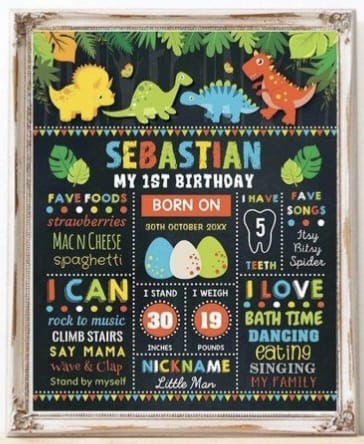 SEBASTIAN
MY 1ST BIRTHDAY
FAVE FOODS
strawberries
MAC N CHEESE
spaghetti
BORN ON
30TH OCTOBER 20XX
I HAVE
5
TEETH
FAVE
SONGS
Itsy
Bitsy
Spider
I CAN
rock to music
CLIMB STAIRS
SAY MAMA
Wave & Clap
Stand by myself
I STAND
30
INCHES
I WEIGH
19
POUNDS
NICKNAME
Little Man
I LOVE
BATH TIME
DANCING
eating
SINGING
MY FAMILY